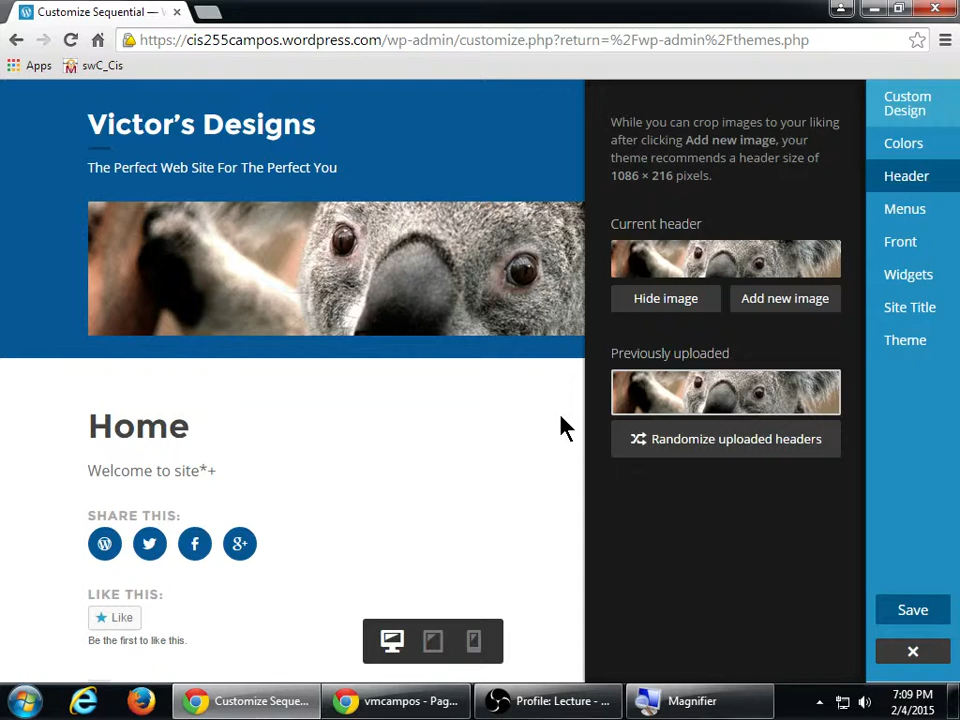 Customize Sequential — W
https://cis255campos.wordpress.com/wp-admin/customize.php?return=%2Fwp-admin%2Fthemes.php
Apps
swC_Cis
Victor's Designs
The Perfect Web Site For The Perfect You
Home
Welcome to site*+
SHARE THIS:
LIKE THIS:
Like
Be the first to like this.
While you can crop images to your liking
after clicking Add new image, your
theme recommends a header size of
1086 × 216 pixels.
Current header
Hide image
Add new image
Previously uploaded
Randomize uploaded headers
Custom
Design
Colors
Header
Menus
Front
Widgets
Site Title
Theme
Save
Customize Seque...
vmcampos - Pag...
Profile: Lecture - ...
Magnifier
7:09 PM
2/4/2015